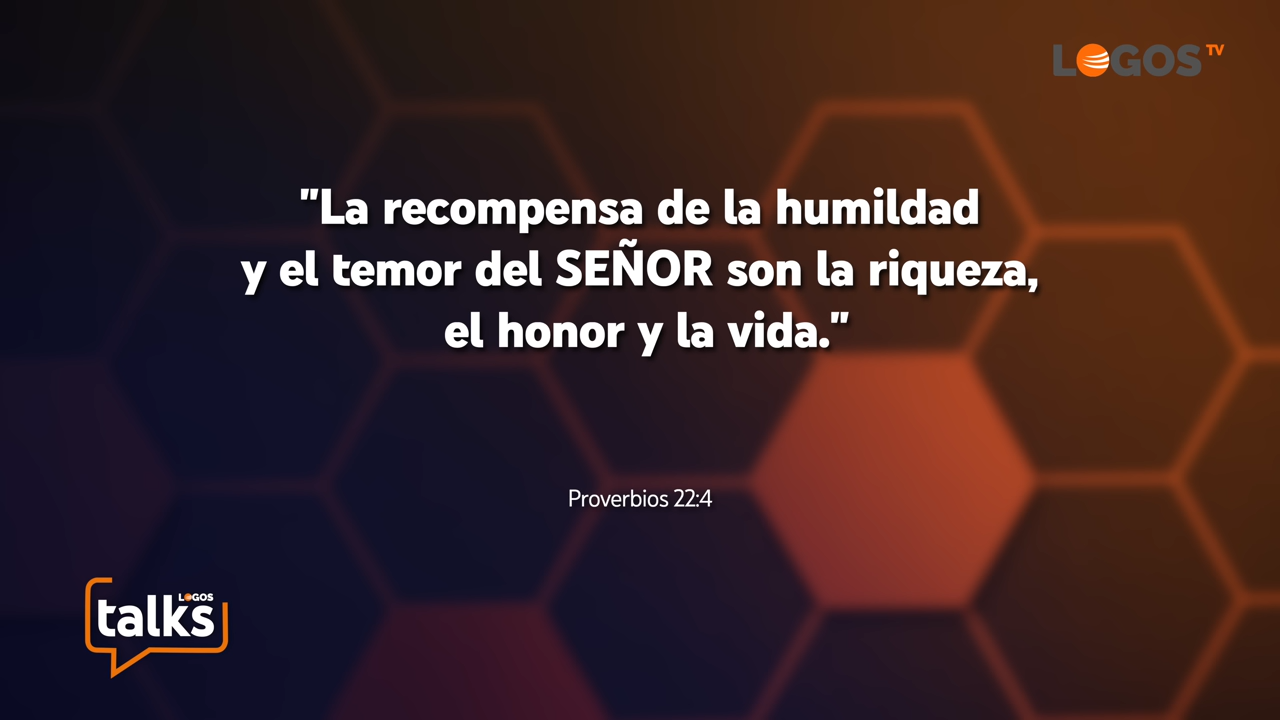 LOGOS TV
"La recompensa de la humildad
y el temor del SEÑOR son la riqueza,
el honor y la vida."
Proverbios 22:4
LOGOS
talks